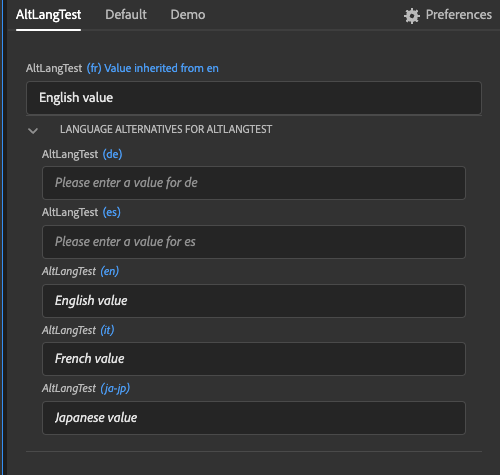 AltLangTest Default Demo Preferences
AltLangTest (fr) Value inherited from en
English value
LANGUAGE ALTERNATIVES FOR ALTLANGTEST
AltLangTest (de)
Please enter a value for de
AltLangTest (es)
Please enter a value for es
AltLangTest (en)
English value
AltLangTest (it)
French value
AltLangTest (ja-jp)
Japanese value